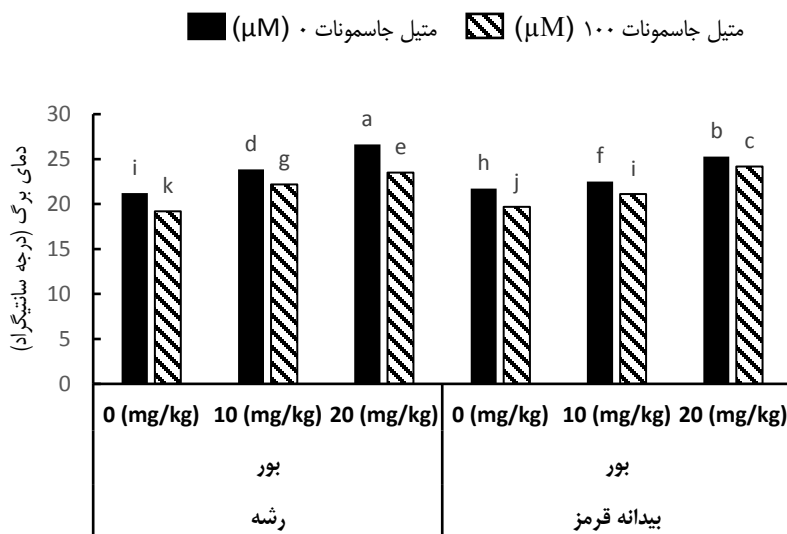 متیل جاسمونات ۰ (µM) متیل جاسمونات ۱۰۰ (µM)
دمای برگ (درجه سانتیگراد)
30
25
20
15
10
5
0
i k d g a e h j f i b c
0 (mg/kg) 10 (mg/kg) 20 (mg/kg) 0 (mg/kg) 10 (mg/kg) 20 (mg/kg)
بور بور
رشه بیدانه قرمز